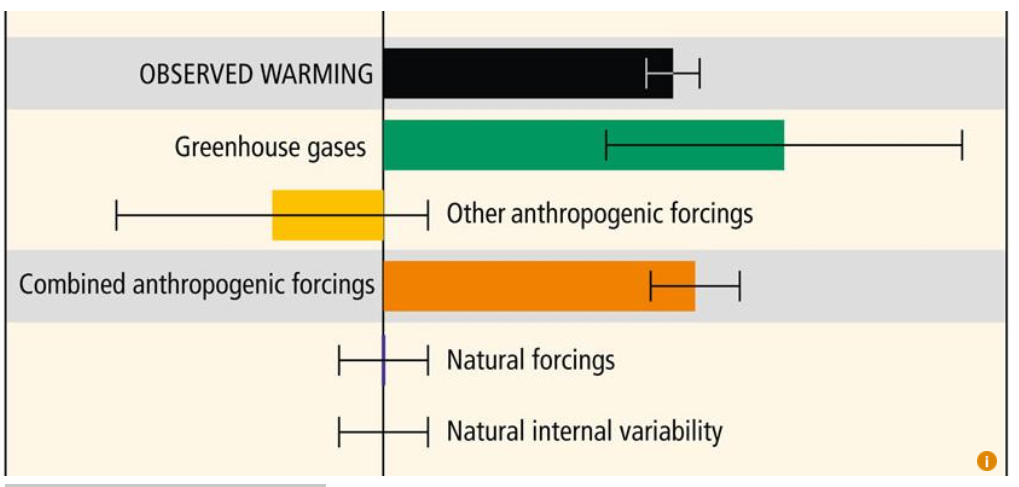 OBSERVED WARMING
Greenhouse gases
Other anthropogenic forcings
Combined anthropogenic forcings
Natural forcings
Natural internal variability
i